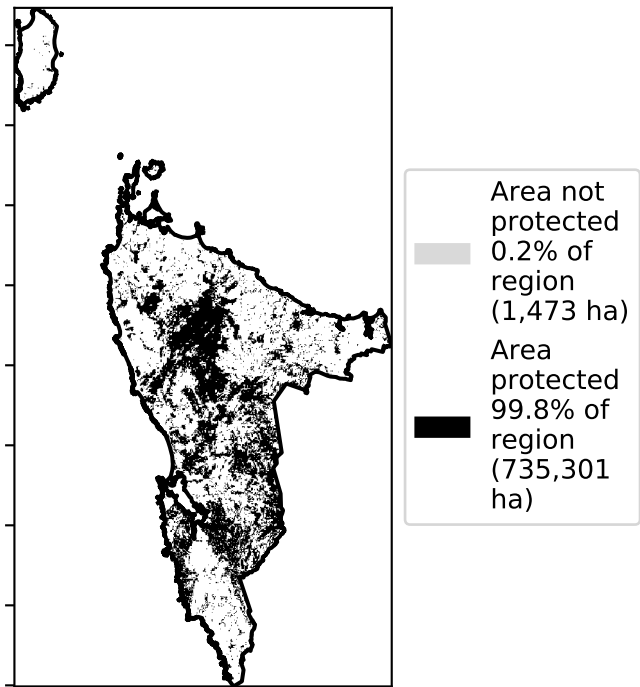 Area not
protected
0.2% of
region
(1,473 ha)
Area
protected
99.8% of
region
(735,301
ha)